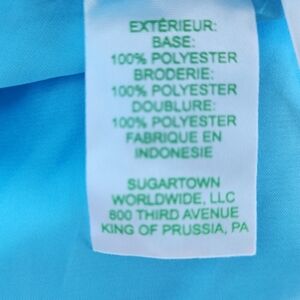 EXTÉRIEUR:
BASE:
100% POLYESTER
BRODERIE:
100% POLYESTER
DOUBLURE:
100% POLYESTER
FABRIQUE EN
INDONESIE
SUGARTOWN
WORLDWIDE, LLC
800 THIRD AVENUE
KING OF PRUSSIA, PA